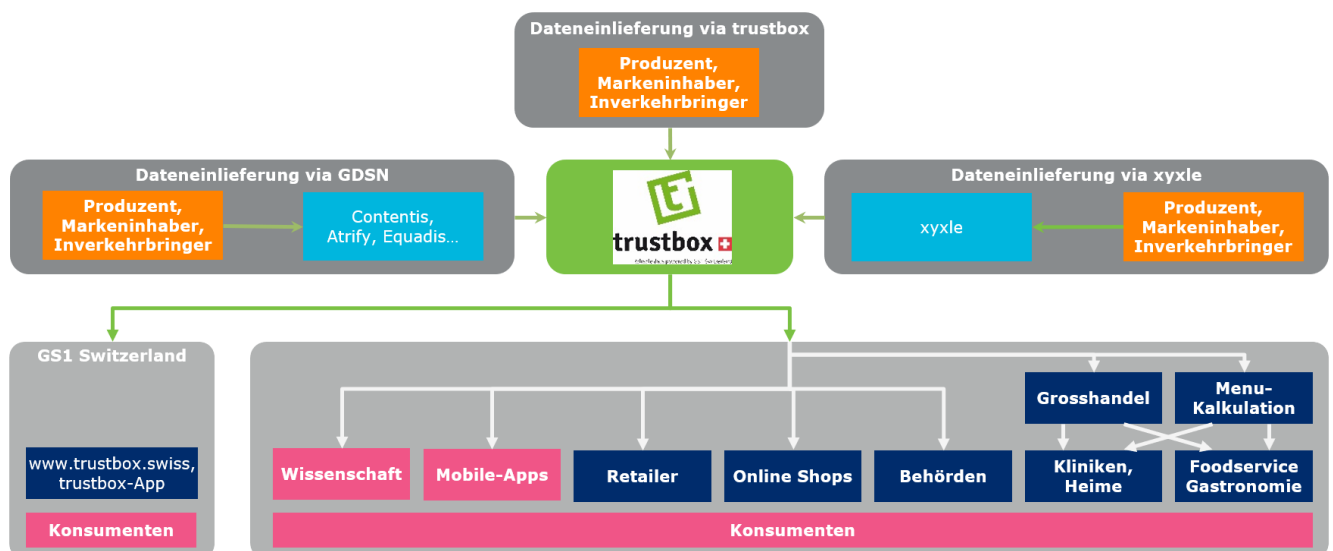 Dateneinlieferung via trustbox
Produzent,
Markeninhaber,
Inverkehrbringer
Dateneinlieferung via GDSN
Produzent,
Markeninhaber,
Inverkehrbringer
Contentis,
Atrify, Equadis...
trustbox
Dateneinlieferung via xyxle
xyxle
Produzent,
Markeninhaber,
Inverkehrbringer
GS1 Switzerland
www.trustbox.swiss,
trustbox-App
Konsumenten
Grosshandel
Menu-
Kalkulation
Wissenschaft
Mobile-Apps
Retailer
Online Shops
Behörden
Kliniken,
Heime
Foodservice
Gastronomie
Konsumenten